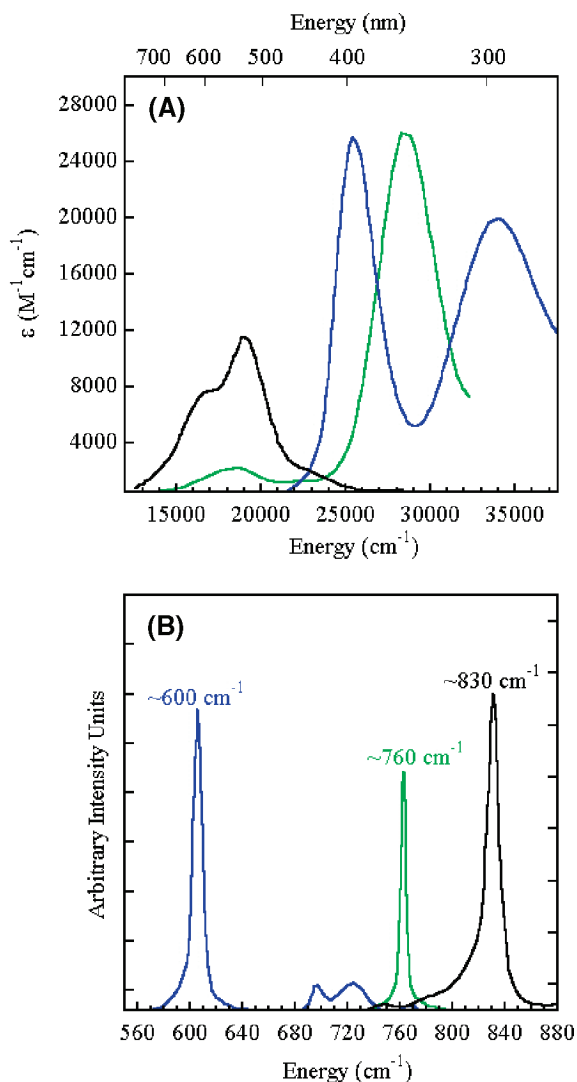 Energy (nm)
700 600 500 400 300
(A)
28000
24000
20000
16000
12000
8000
4000
ε (M⁻¹cm⁻¹)
15000 20000 25000 30000 35000
Energy (cm⁻¹)
(B)
~830 cm⁻¹
~600 cm⁻¹
~760 cm⁻¹
Arbitrary Intensity Units
560 600 640 680 720 760 800 840 880
Energy (cm⁻¹)